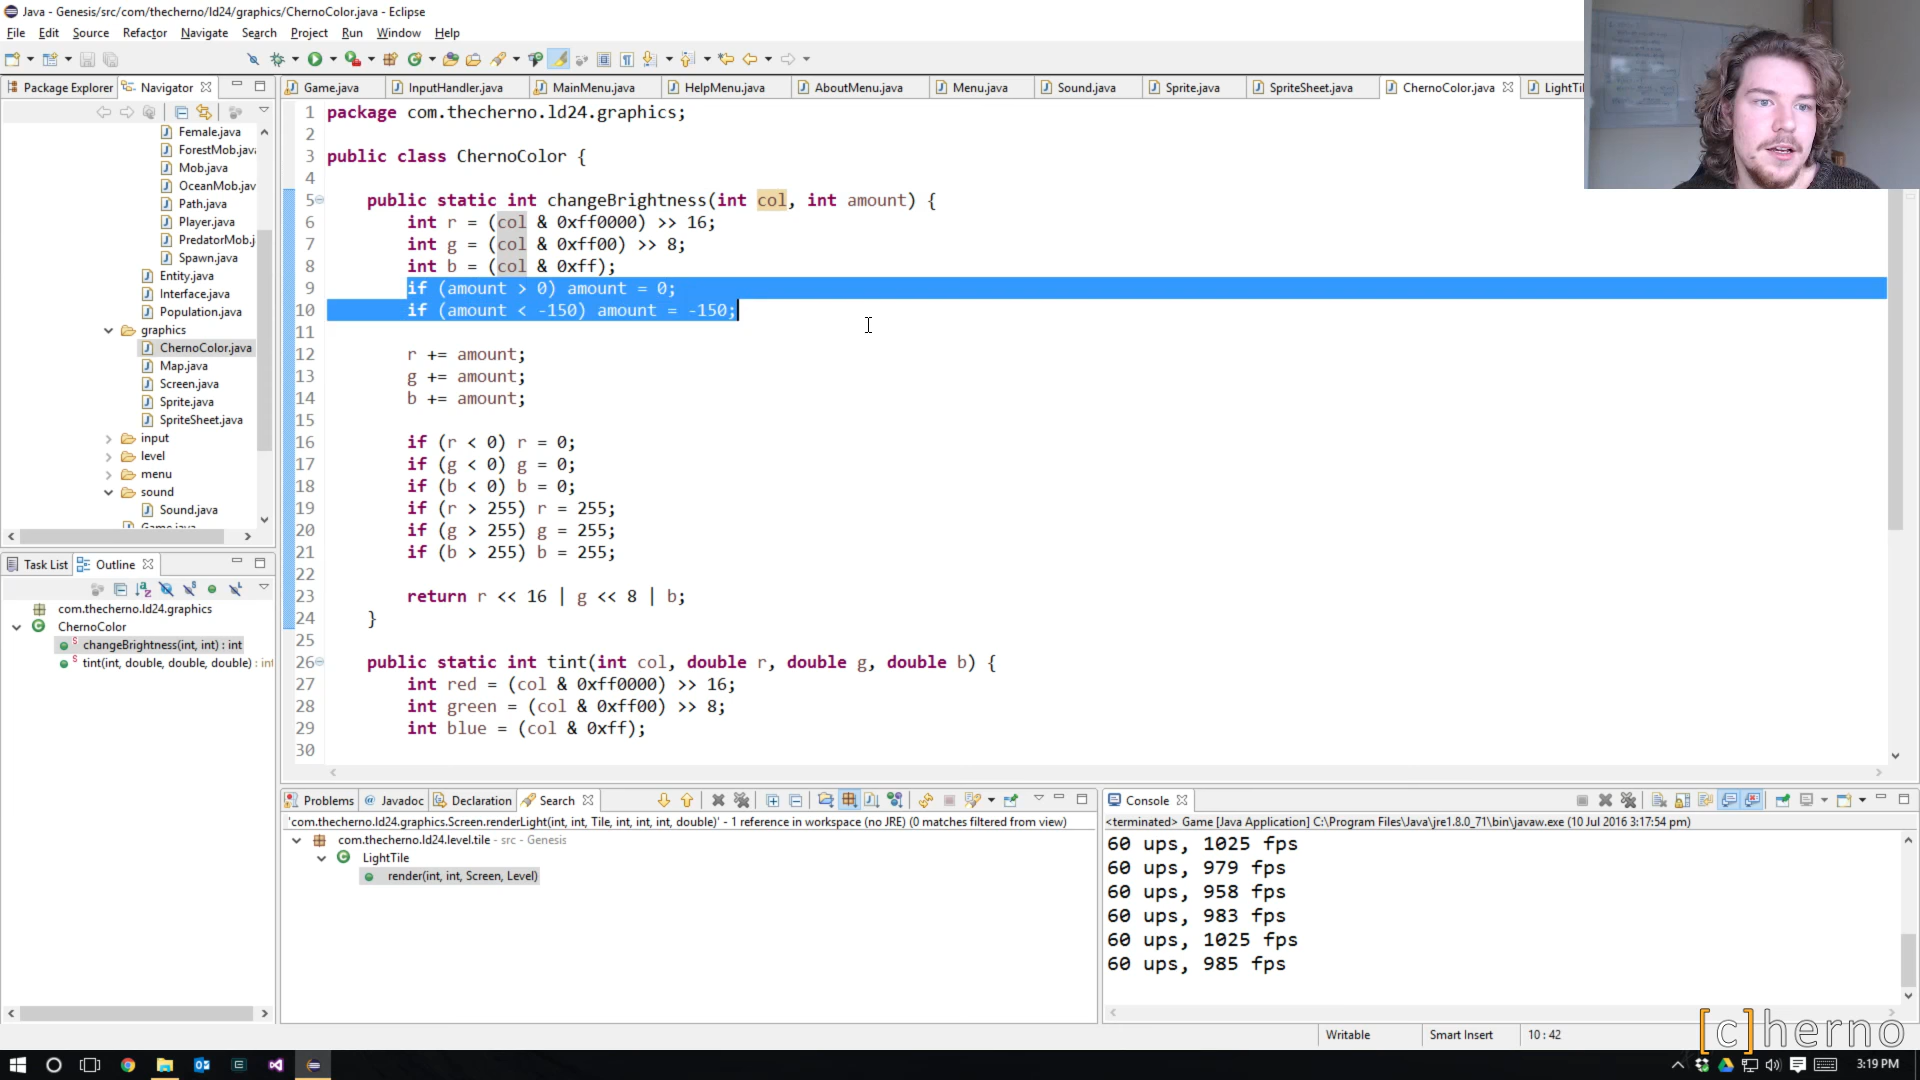 Java - Genesis/src/com/thecherno/ld24/graphics/ChernoColor.java - Eclipse
File Edit Source Refactor Navigate Search Project Run Window Help
Package Explorer Navigator
Female.java
ForestMob.java
Mob.java
OceanMob.jav
Path.java
Player.java
PredatorMob.j
Spawn.java
Entity.java
Interface.java
Population.java
graphics
ChernoColor.java
Map.java
Screen.java
Sprite.java
SpriteSheet.java
input
level
menu
sound
Sound.java
Game.java
Task List Outline
com.thecherno.ld24.graphics
ChernoColor
changeBrightness(int, int) : int
tint(int, double, double, double) : int
Game.java InputHandler.java MainMenu.java HelpMenu.java AboutMenu.java Menu.java Sound.java Sprite.java SpriteSheet.java ChernoColor.java LightTil
1 package com.thecherno.ld24.graphics;
2
3 public class ChernoColor {
4
5 public static int changeBrightness(int col, int amount) {
6 int r = (col & 0xff0000) >> 16;
7 int g = (col & 0xff00) >> 8;
8 int b = (col & 0xff);
9 if (amount > 0) amount = 0;
10 if (amount < -150) amount = -150;
11
12 r += amount;
13 g += amount;
14 b += amount;
15
16 if (r < 0) r = 0;
17 if (g < 0) g = 0;
18 if (b < 0) b = 0;
19 if (r > 255) r = 255;
20 if (g > 255) g = 255;
21 if (b > 255) b = 255;
22
23 return r << 16 | g << 8 | b;
24 }
25
26 public static int tint(int col, double r, double g, double b) {
27 int red = (col & 0xff0000) >> 16;
28 int green = (col & 0xff00) >> 8;
29 int blue = (col & 0xff);
30
Problems Javadoc Declaration Search
'com.thecherno.ld24.graphics.Screen.renderLight(int, int, Tile, int, int, int, double)' - 1 reference in workspace (no JRE) (0 matches filtered from view)
com.thecherno.ld24.level.tile - src - Genesis
LightTile
render(int, int, Screen, Level)
Console
<terminated> Game [Java Application] C:\Program Files\Java\jre1.8.0_71\bin\javaw.exe (10 Jul 2016 3:17:54 pm)
60 ups, 1025 fps
60 ups, 979 fps
60 ups, 958 fps
60 ups, 983 fps
60 ups, 1025 fps
60 ups, 985 fps
Writable Smart Insert 10 : 42
[c]herno
3:19 PM